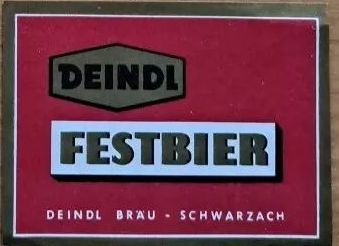 DEINDL
FESTBIER
DEINDL BRÄU - SCHWARZACH